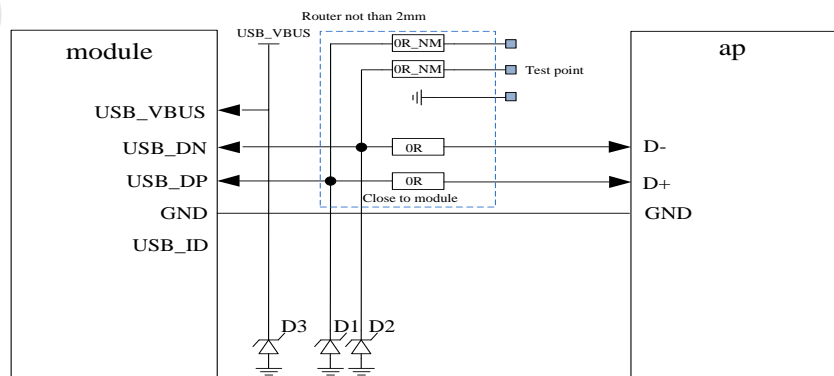 Router not than 2mm
USB_VBUS
module
0R_NM
ap
0R_NM
Test point
USB_VBUS
USB_DN
0R
D-
USB_DP
0R
D+
Close to module
GND
GND
USB_ID
D3
D1
D2